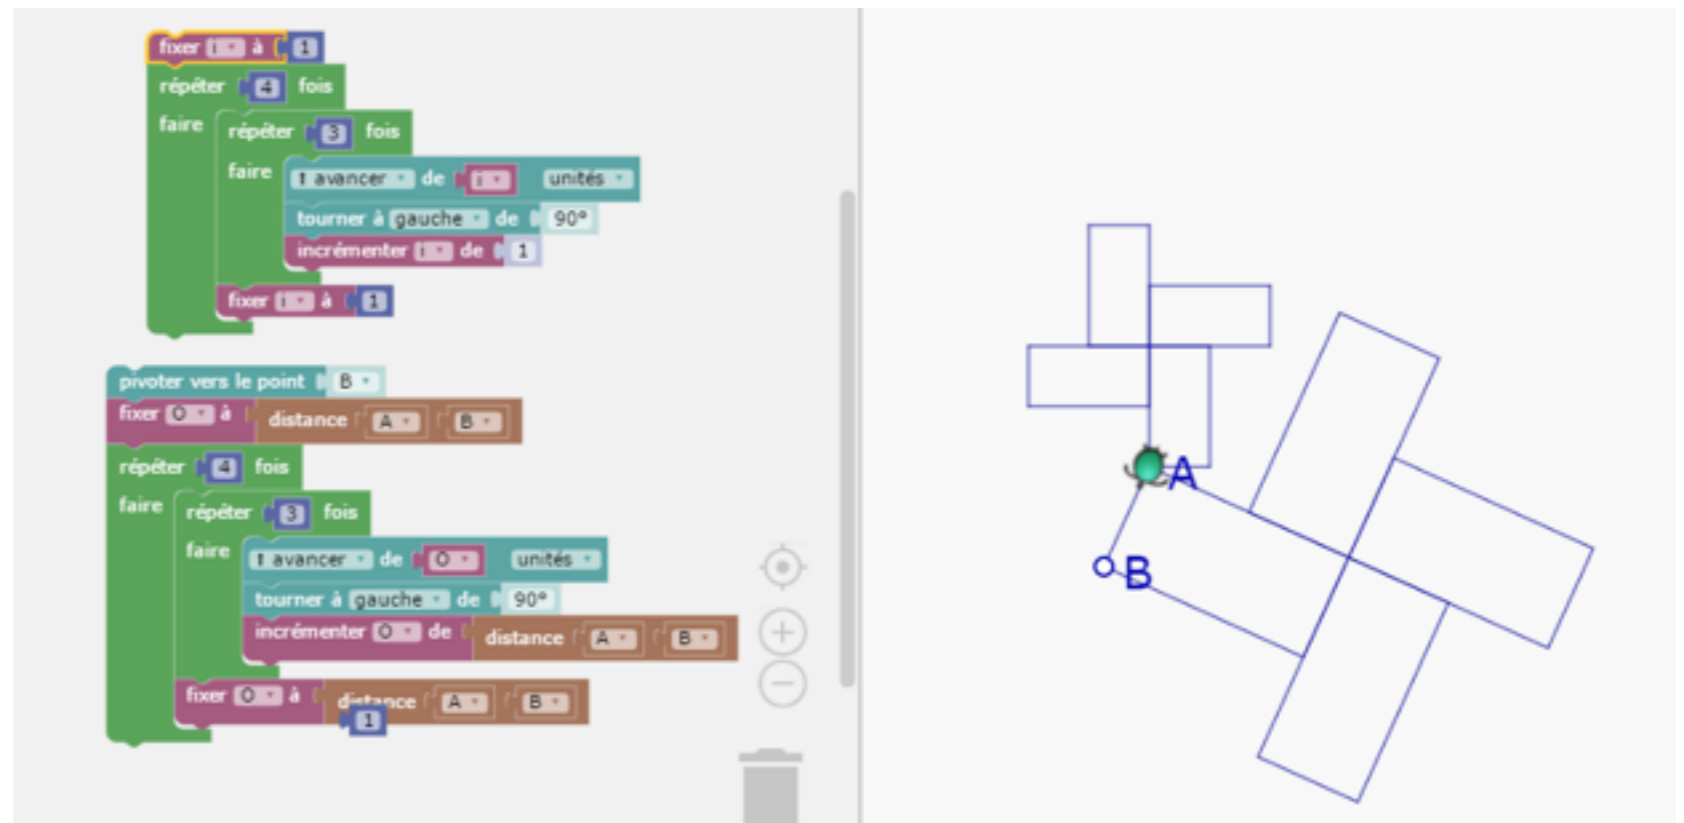 fixer i à 1
répéter 4 fois
faire répéter 3 fois
faire avancer de i unités
tourner à gauche de 90°
incrémenter i de 1
fixer i à 1
pivoter vers le point B
fixer O à distance A B
répéter 4 fois
faire répéter 3 fois
faire avancer de O unités
tourner à gauche de 90°
incrémenter O de distance A B
fixer O à distance A B
1
A
B